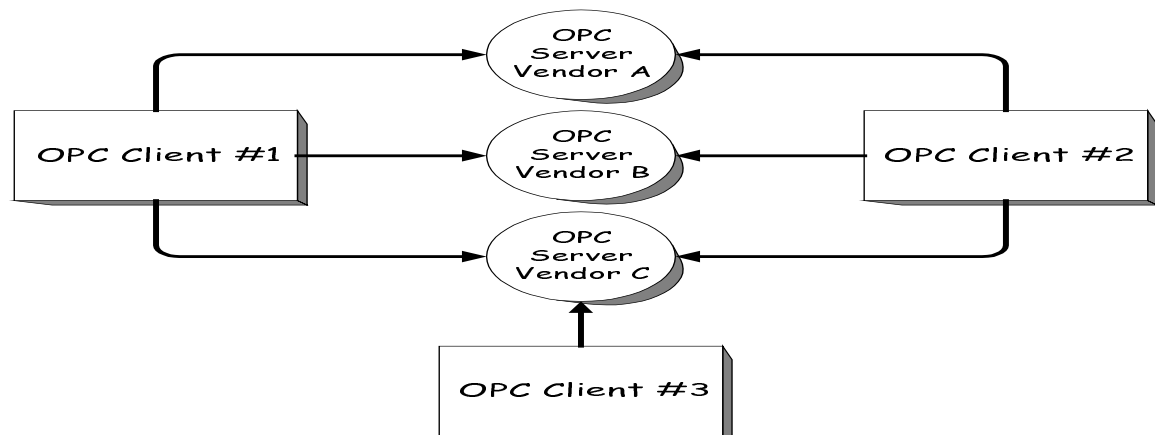 OPC
Server
Vendor A
OPC Client #1
OPC
Server
Vendor B
OPC Client #2
OPC
Server
Vendor C
OPC Client #3